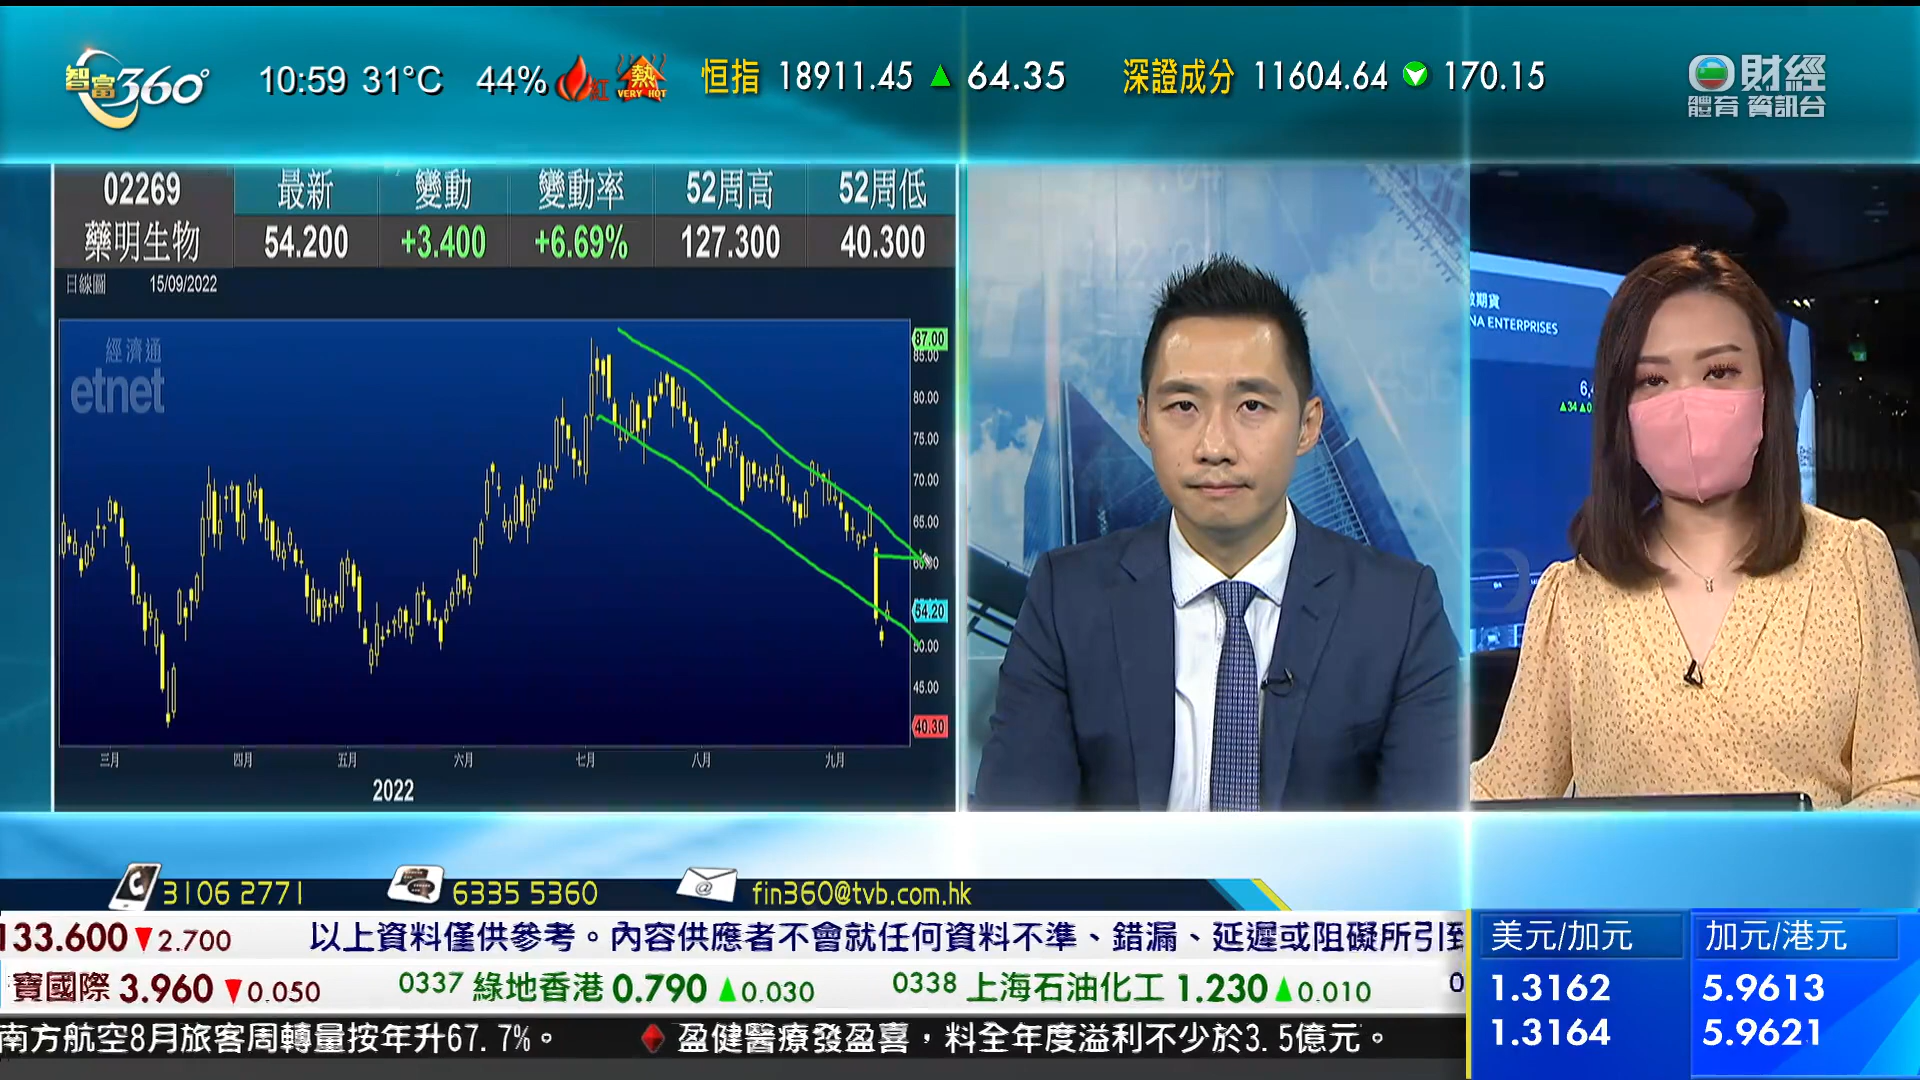 智富360°
10:59 31°C 44% 紅 熱 VERY HOT
恒指 18911.45 ▲ 64.35
深證成分 11604.64 ▼ 170.15
財經
體育 資訊台
02269 最新 變動 變動率 52周高 52周低
藥明生物 54.200 +3.400 +6.69% 127.300 40.300
日線圖 15/09/2022
經濟通
etnet
87.00
85.00
80.00
75.00
70.00
65.00
54.20
50.00
45.00
40.30
三月 四月 五月 六月 七月 八月 九月
2022
NA ENTERPRISES
3106 2771 6335 5360 fin360@tvb.com.hk
133.600 ▼ 2.700 以上資料僅供參考。內容供應者不會就任何資料不準、錯漏、延遲或阻礙所引致
寶國際 3.960 ▼ 0.050 0337 綠地香港 0.790 ▲ 0.030 0338 上海石油化工 1.230 ▲ 0.010 0
南方航空8月旅客周轉量按年升67.7%。 盈健醫療發盈喜，料全年度溢利不少於3.5億元。
美元/加元 加元/港元
1.3162 5.9613
1.3164 5.9621